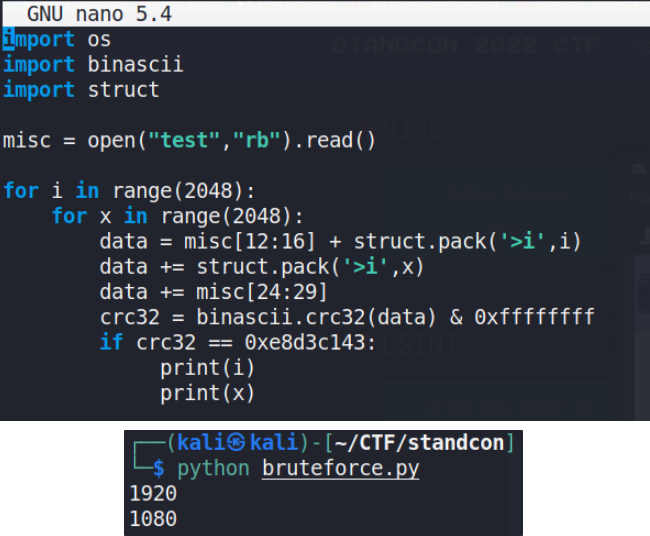 GNU nano 5.4
import os
import binascii
import struct
STANDCON 2022 CTF
misc = open("test","rb").read()
MISC
for i in range(2048):
    for x in range(2048):
        data = misc[12:16] + struct.pack('>i',i)
        data += struct.pack('>i',x)
        data += misc[24:29]
        crc32 = binascii.crc32(data) & 0xffffffff
        if crc32 == 0xe8d3c143:
OSINT
            print(i)
            print(x)
┌──(kali㉿kali)-[~/CTF/standcon]
└─$ python bruteforce.py
1920
1080